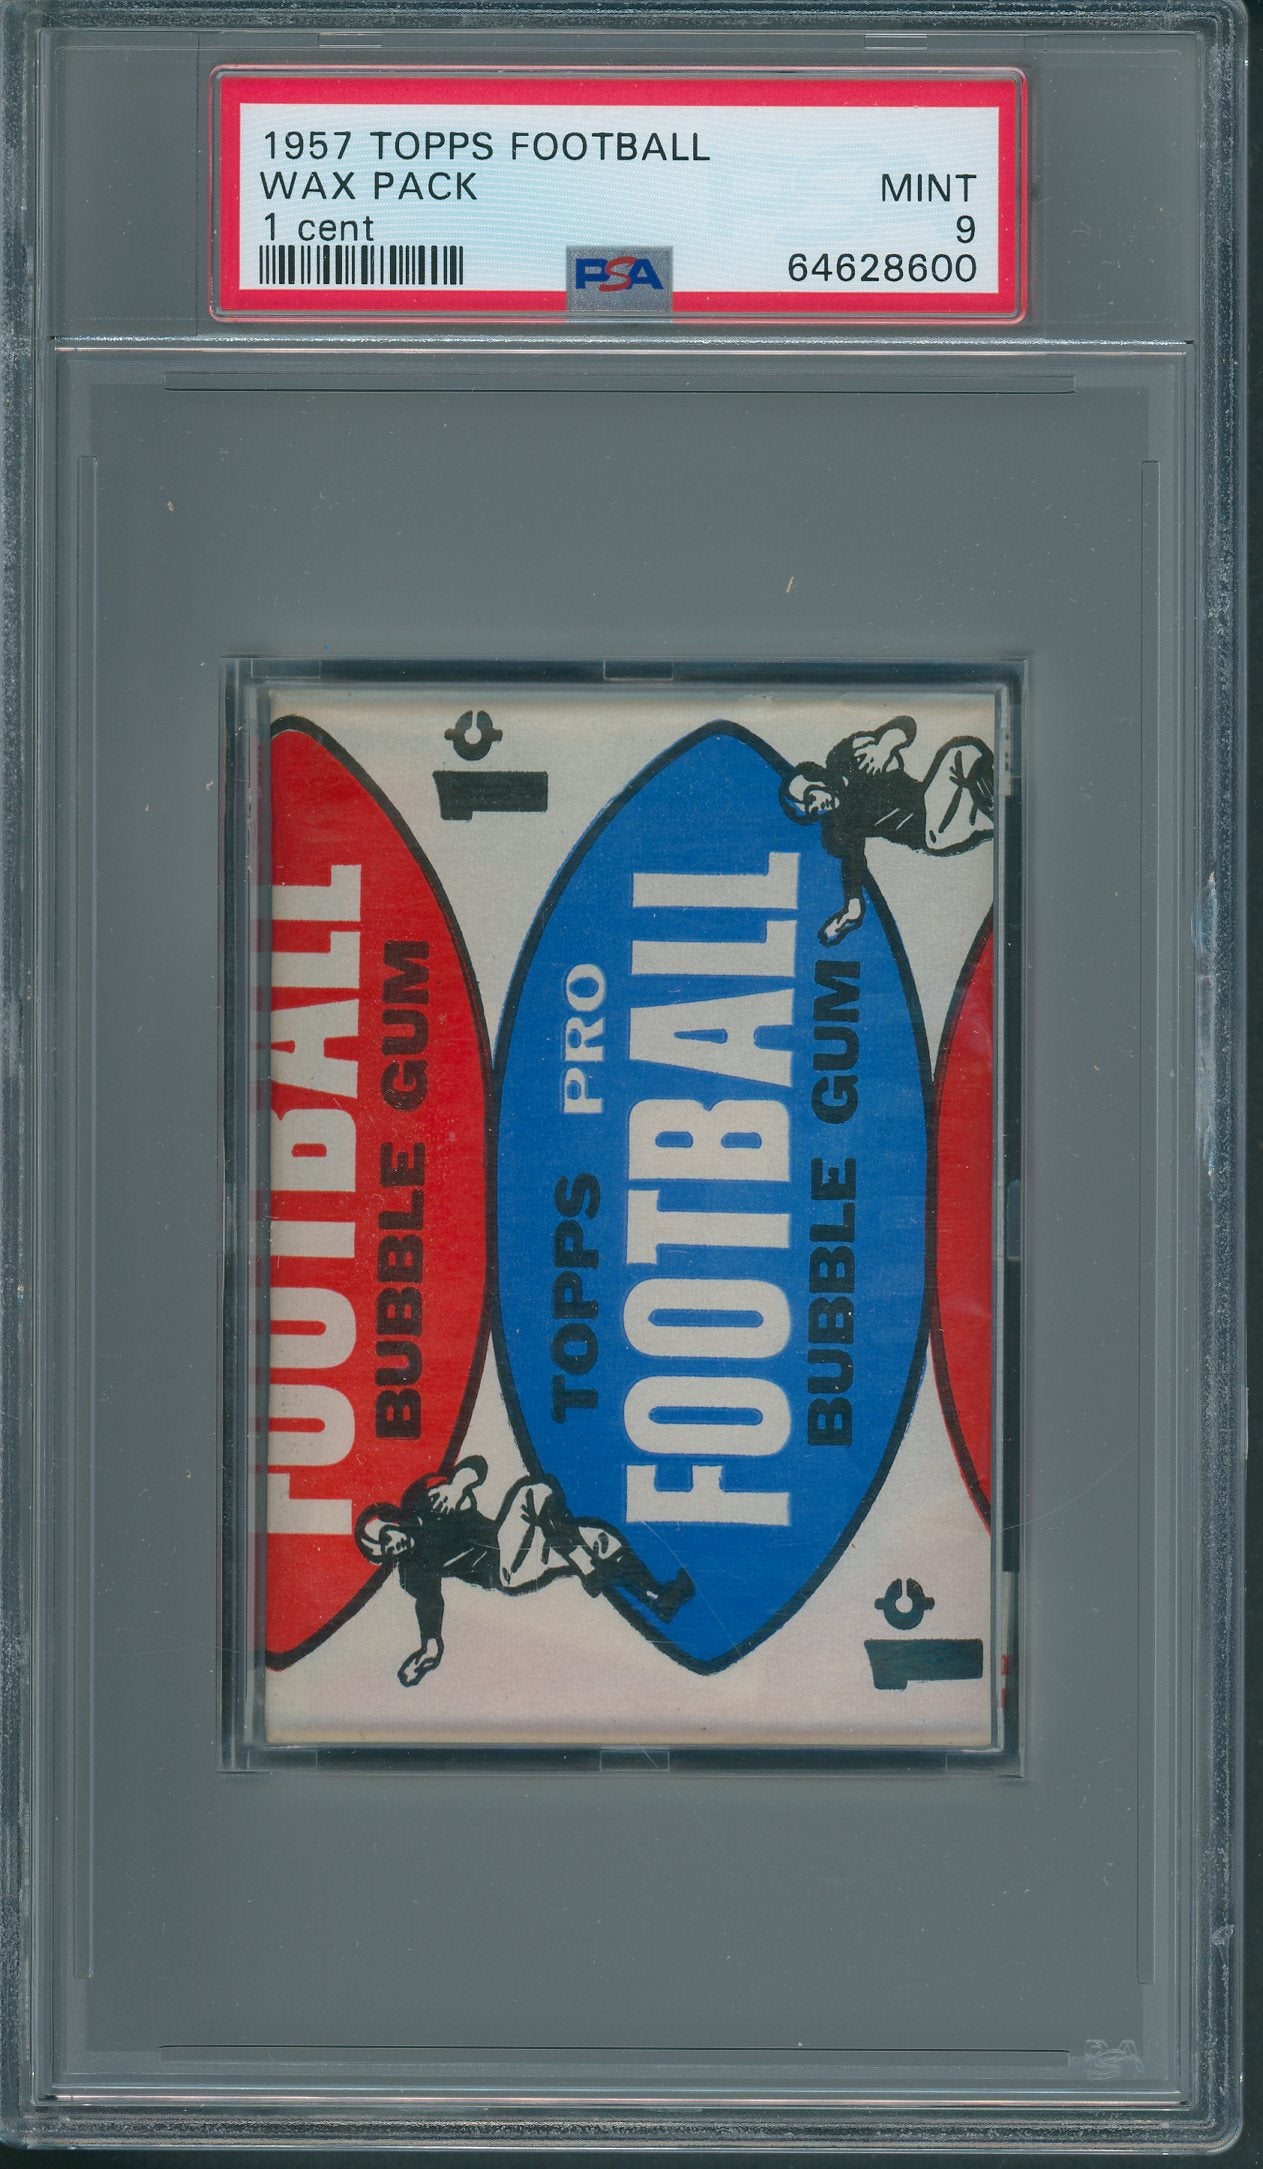 1957 TOPPS FOOTBALL
WAX PACK
MINT
1 cent
9
PSA
64628600
1¢
FOOTBALL
BUBBLE GUM
TOPPS PRO
FOOTBALL
BUBBLE GUM
1¢
PSA